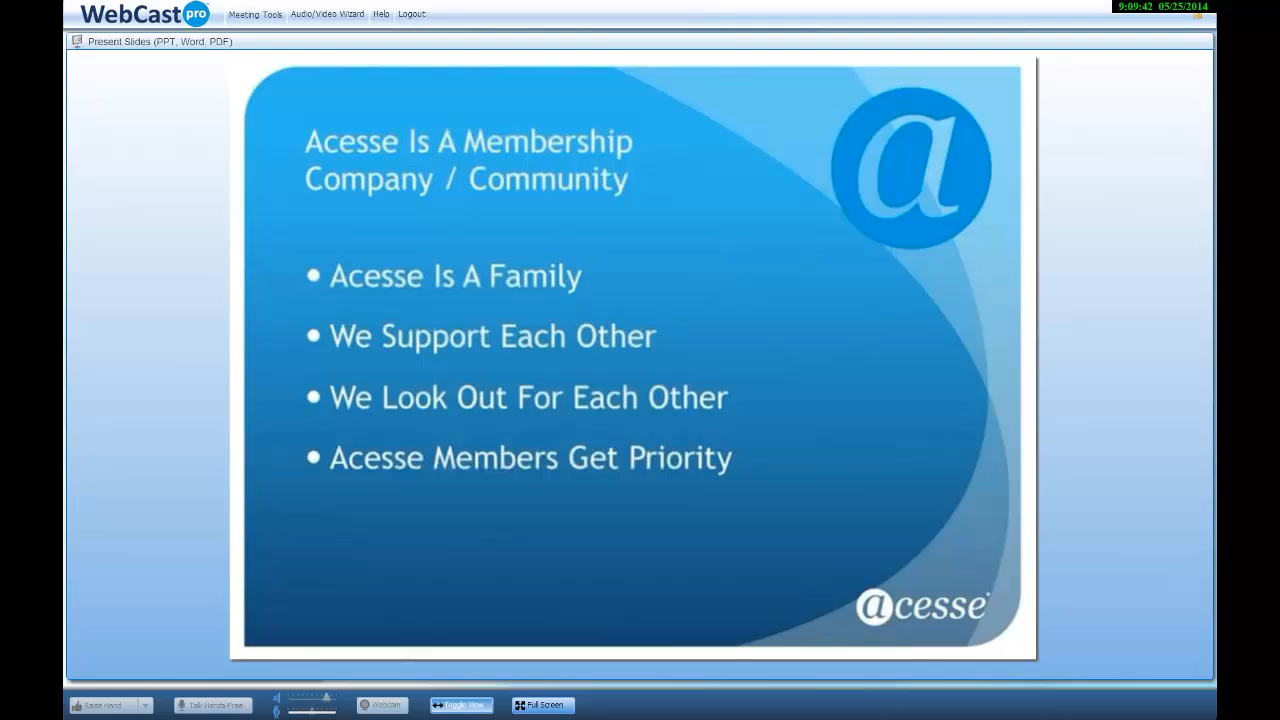 WebCast pro
Meeting Tools Audio/Video Wizard Help Logout
9:09:42 05/25/2014
Present Slides (PPT, Word, PDF)
a
Acesse Is A Membership
Company / Community
• Acesse Is A Family
• We Support Each Other
• We Look Out For Each Other
• Acesse Members Get Priority
acesse
Raise Hand Talk Hands-Free Webcam Toggle View Full Screen